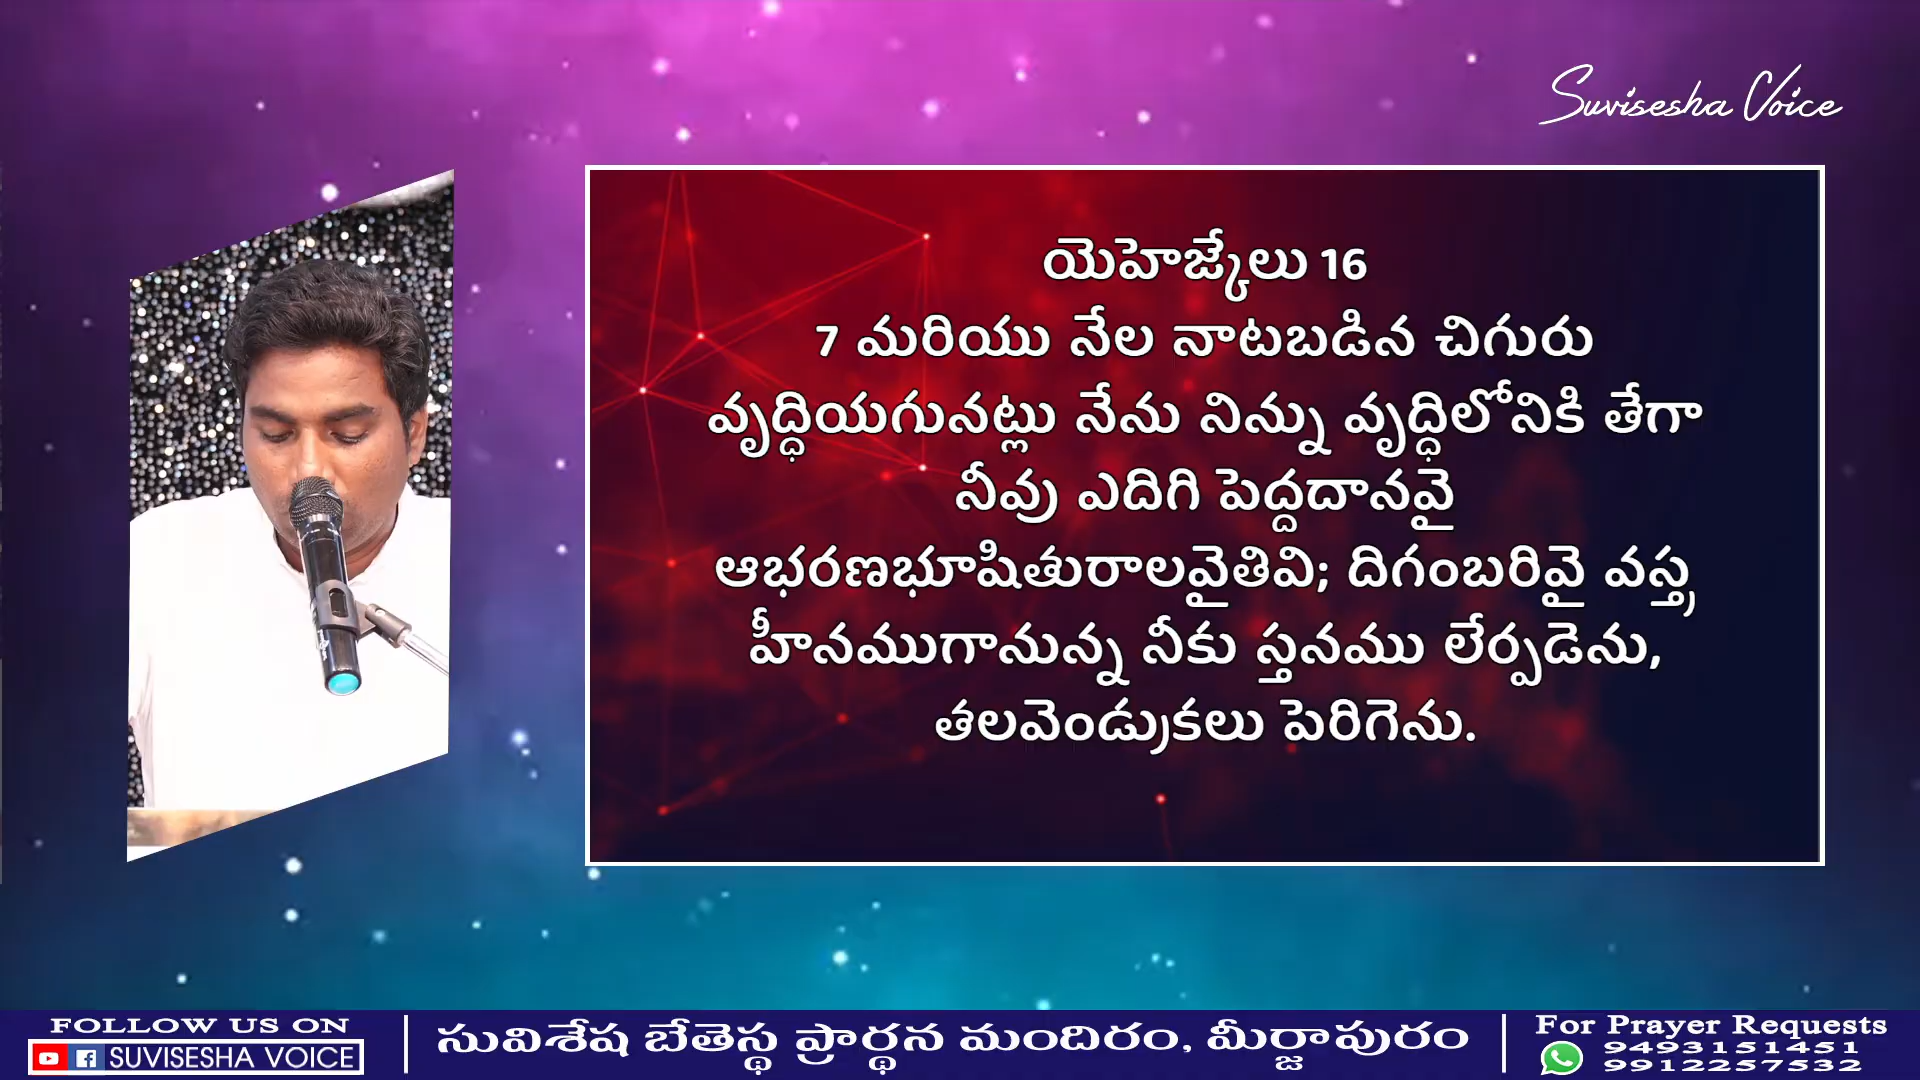 Suvisesha Voice
యెహెజ్కేలు 16
7 మరియు నేల నాటబడిన చిగురు
వృద్ధియగునట్లు నేను నిన్ను వృద్ధిలోనికి తేగా
నీవు ఎదిగి పెద్దదానవై
ఆభరణభూషితురాలవైతివి; దిగంబరివై వస్త్ర
హీనముగానున్న నీకు స్తనము లేర్పడెను,
తలవెండ్రుకలు పెరిగెను.
FOLLOW US ON
SUVISESHA VOICE
సువిశేష బేతెస్థ ప్రార్థన మందిరం, మీర్జాపురం
For Prayer Requests
9493151451
9912257532